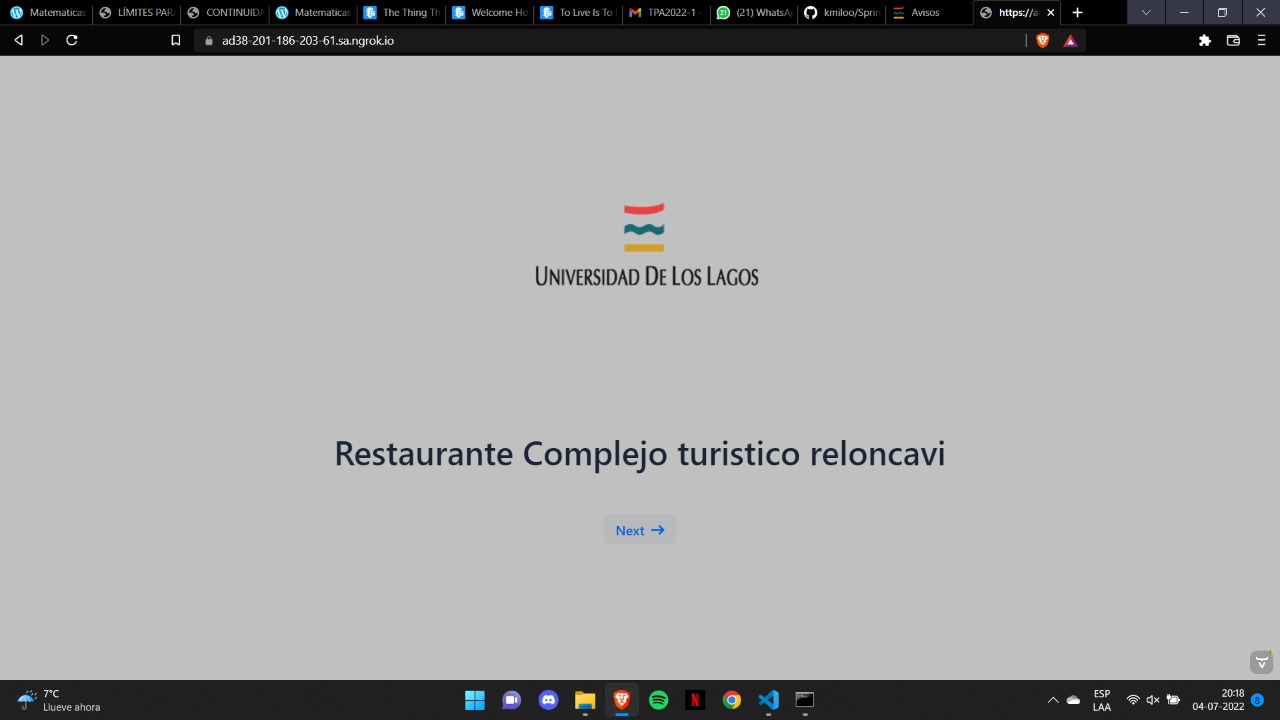 Matematicas
LÍMITES PARA
CONTINUIDA
Matematicas
The Thing Th
Welcome Ho
To Live Is To
TPA2022-1 -
(21) WhatsAp
kmiloo/Sprin
Avisos
https://a
ad38-201-186-203-61.sa.ngrok.io
UNIVERSIDAD DE LOS LAGOS
Restaurante Complejo turistico reloncavi
Next →
7°C
Llueve ahora
ESP
LAA
20:18
04-07-2022
8